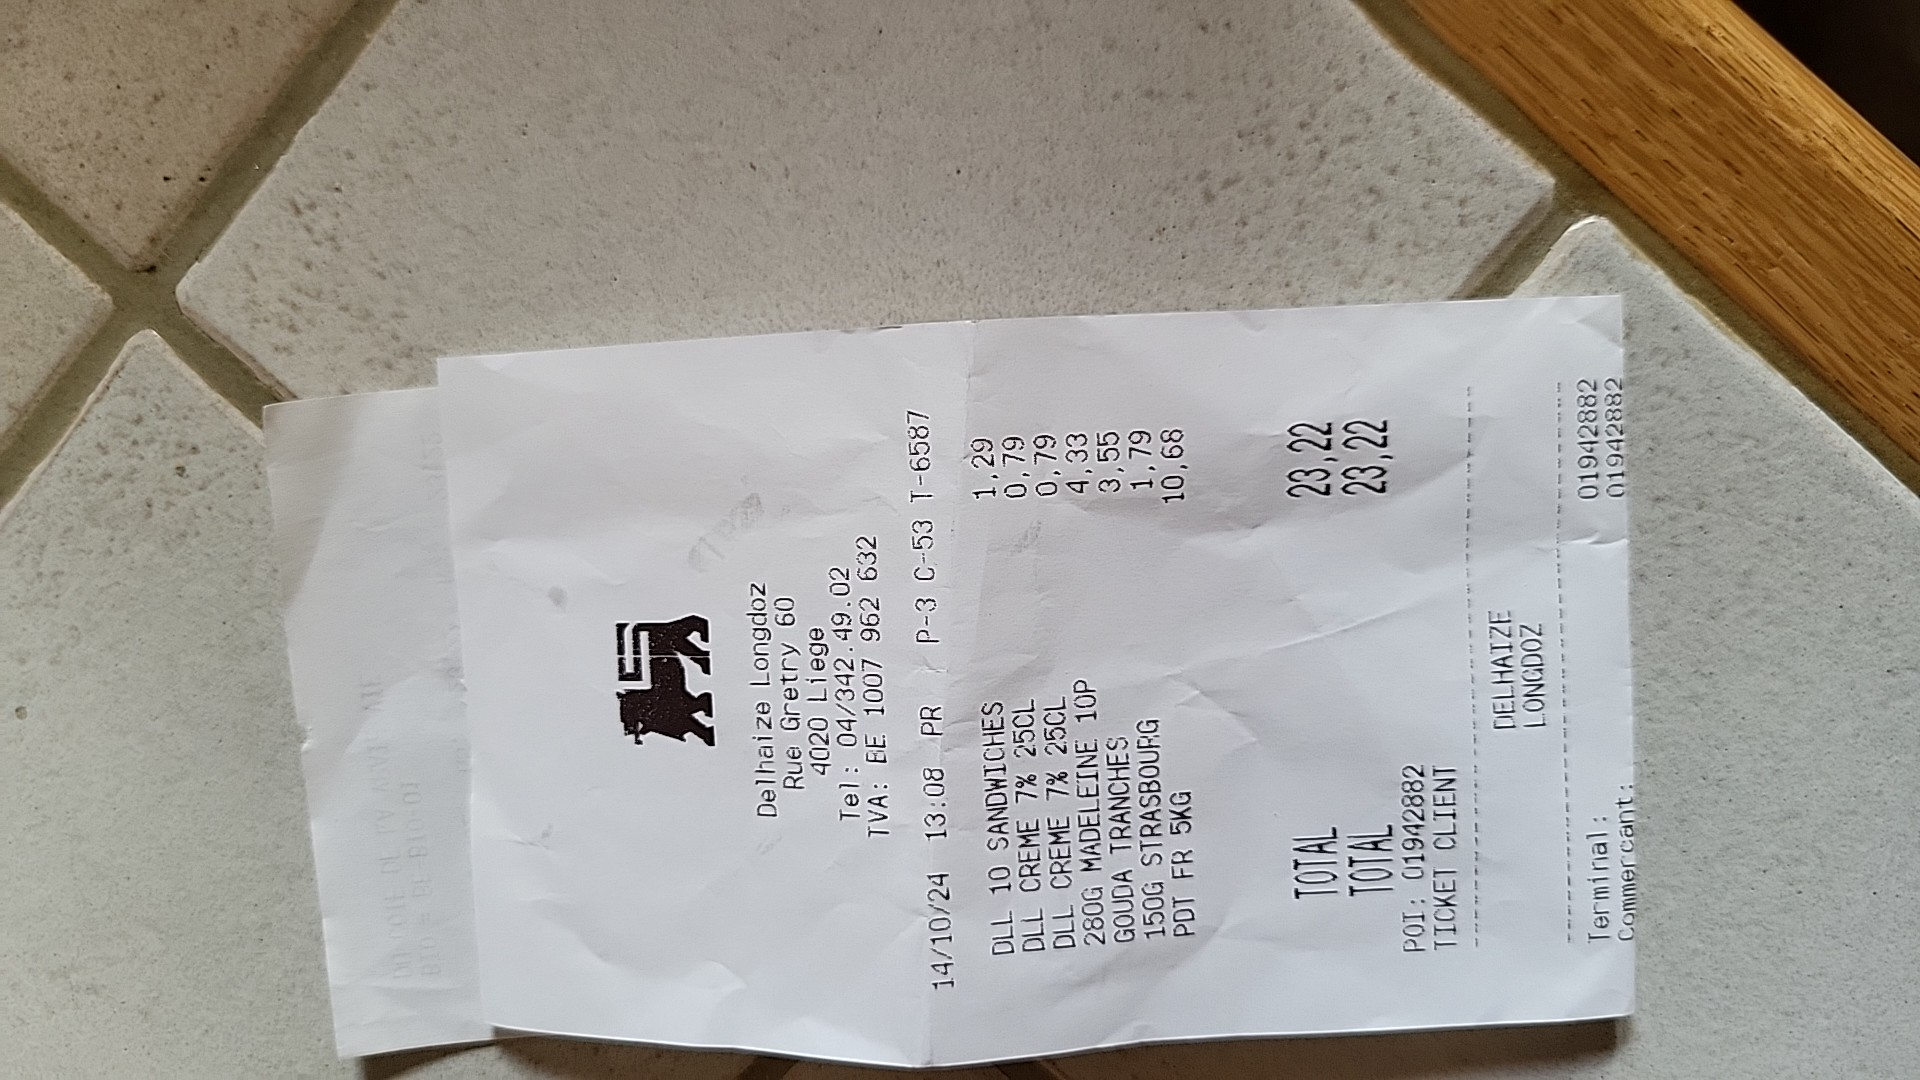 Delhaize Longdoz
Rue Gretry 60
4020 Liege
Tel: 04/342.49.02
TVA: BE 1007 962 632
14/10/24 13:08 PR P-3 C-53 T-6587
DLL 10 SANDWICHES 1,29
DLL CREME 7% 25CL 0,79
DLL CREME 7% 25CL 0,79
280G MADELEINE 10P 4,33
GOUDA TRANCHES 3,55
150G STRASBOURG 1,79
PDT FR 5KG 10,68
TOTAL 23,22
TOTAL 23,22
POI: 01942882
TICKET CLIENT
DELHAIZE
LONGDOZ
Terminal: 01942882
Commercant: 01942882